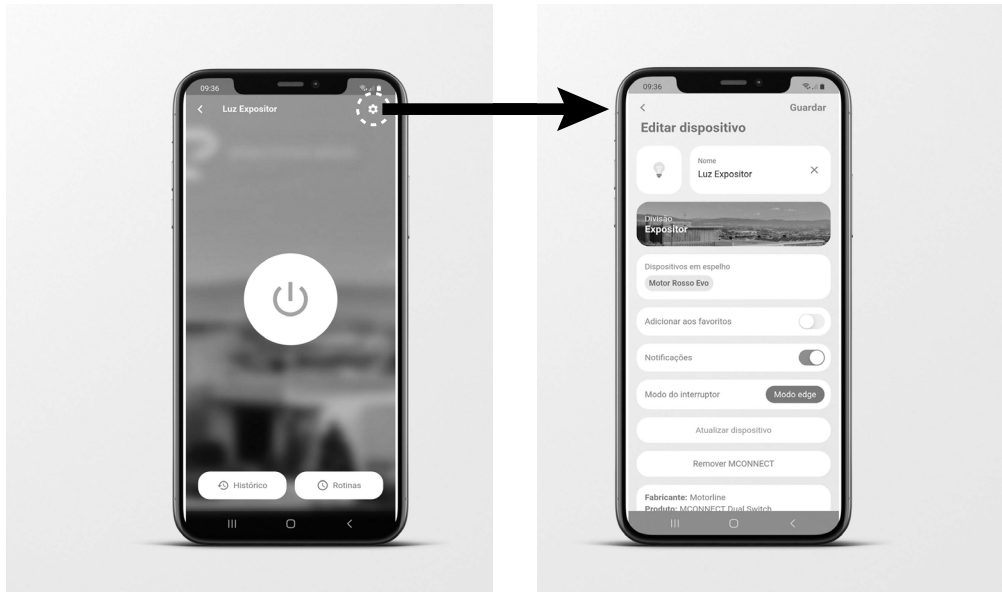 09:36
Luz Expositor
Histórico
Rotinas
09:36
Guardar
Editar dispositivo
Nome
Luz Expositor
Divisão
Expositor
Dispositivos em espelho
Motor Rosso Evo
Adicionar aos favoritos
Notificações
Modo do interruptor
Modo edge
Atualizar dispositivo
Remover MCONNECT
Fabricante: Motorline
Produto: MCONNECT Dual Switch